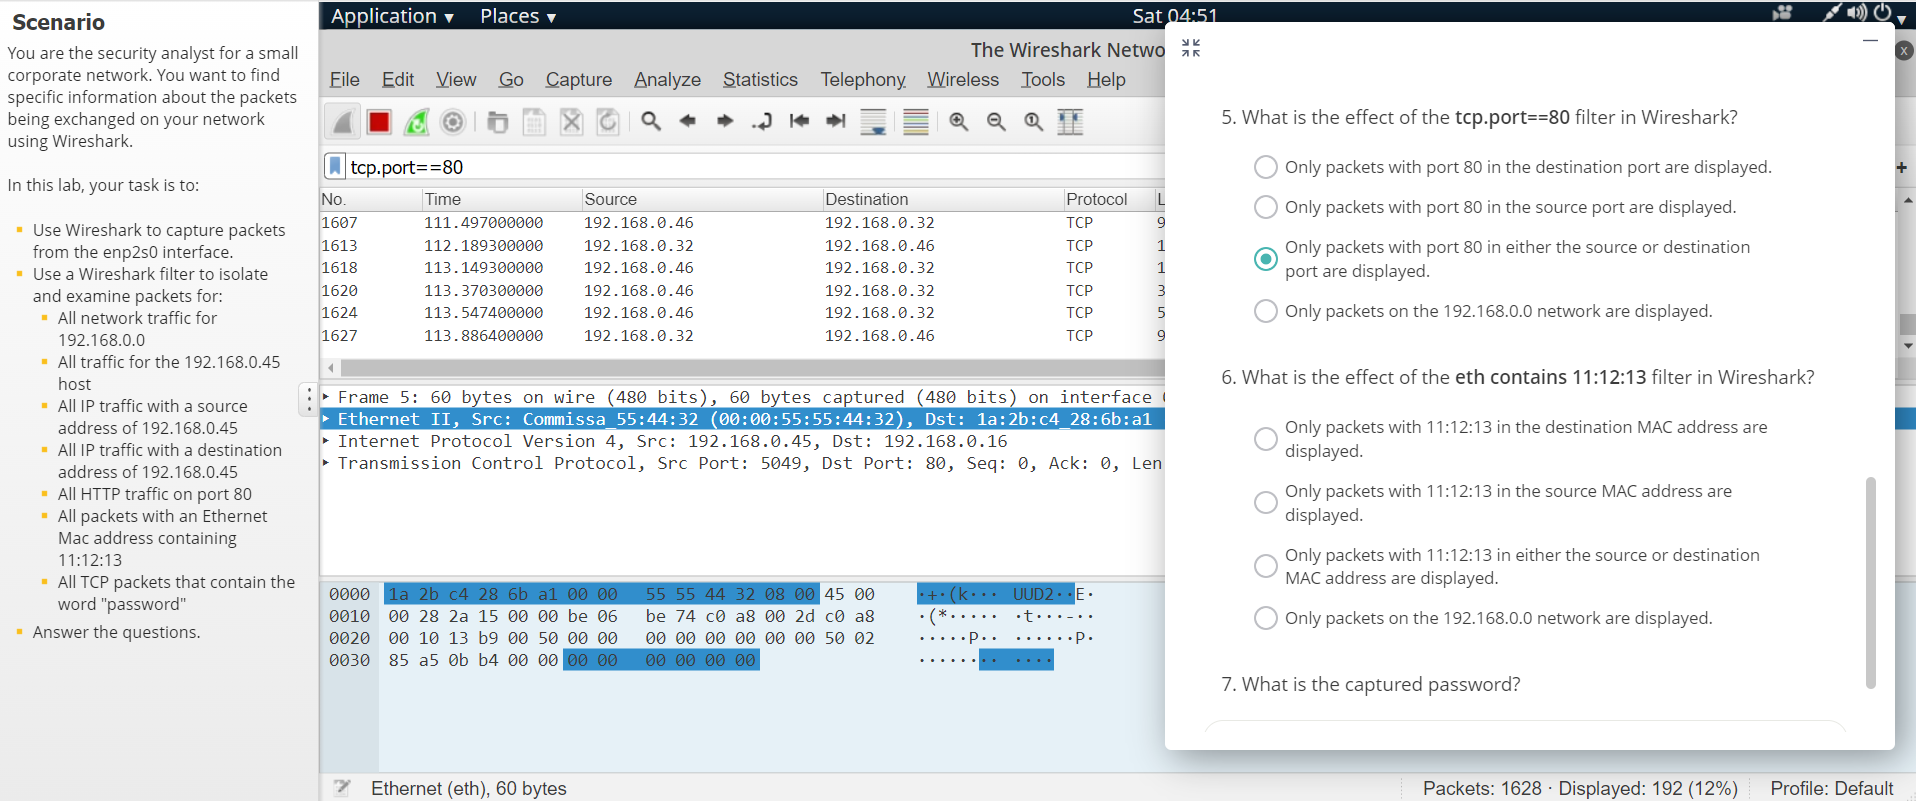 Scenario
You are the security analyst for a small
corporate network. You want to find
specific information about the packets
being exchanged on your network
using Wireshark.
In this lab, your task is to:
Use Wireshark to capture packets
from the enp2s0 interface.
Use a Wireshark filter to isolate
and examine packets for:
All network traffic for
192.168.0.0
All traffic for the 192.168.0.45
host
All IP traffic with a source
address of 192.168.0.45
All IP traffic with a destination
address of 192.168.0.45
All HTTP traffic on port 80
All packets with an Ethernet
Mac address containing
11:12:13
All TCP packets that contain the
word "password"
Answer the questions.
Application ▾ Places ▾ Sat 04:51
The Wireshark Netwo
File Edit View Go Capture Analyze Statistics Telephony Wireless Tools Help
tcp.port==80
No. Time Source Destination Protocol L
1607 111.497000000 192.168.0.46 192.168.0.32 TCP 9
1613 112.189300000 192.168.0.32 192.168.0.46 TCP 1
1618 113.149300000 192.168.0.46 192.168.0.32 TCP 1
1620 113.370300000 192.168.0.46 192.168.0.32 TCP 3
1624 113.547400000 192.168.0.46 192.168.0.32 TCP 5
1627 113.886400000 192.168.0.32 192.168.0.46 TCP 9
Frame 5: 60 bytes on wire (480 bits), 60 bytes captured (480 bits) on interface
Ethernet II, Src: Commissa_55:44:32 (00:00:55:55:44:32), Dst: 1a:2b:c4_28:6b:a1
Internet Protocol Version 4, Src: 192.168.0.45, Dst: 192.168.0.16
Transmission Control Protocol, Src Port: 5049, Dst Port: 80, Seq: 0, Ack: 0, Len
0000 1a 2b c4 28 6b a1 00 00 55 55 44 32 08 00 45 00 ·+·(k··· UUD2··E·
0010 00 28 2a 15 00 00 be 06 be 74 c0 a8 00 2d c0 a8 ·(*····· ·t···-··
0020 00 10 13 b9 00 50 00 00 00 00 00 00 00 00 50 02 ·····P·· ······P·
0030 85 a5 0b b4 00 00 00 00 00 00 00 00 ········ ····
Ethernet (eth), 60 bytes
Packets: 1628 · Displayed: 192 (12%) Profile: Default
5. What is the effect of the tcp.port==80 filter in Wireshark?
Only packets with port 80 in the destination port are displayed.
Only packets with port 80 in the source port are displayed.
Only packets with port 80 in either the source or destination
port are displayed.
Only packets on the 192.168.0.0 network are displayed.
6. What is the effect of the eth contains 11:12:13 filter in Wireshark?
Only packets with 11:12:13 in the destination MAC address are
displayed.
Only packets with 11:12:13 in the source MAC address are
displayed.
Only packets with 11:12:13 in either the source or destination
MAC address are displayed.
Only packets on the 192.168.0.0 network are displayed.
7. What is the captured password?